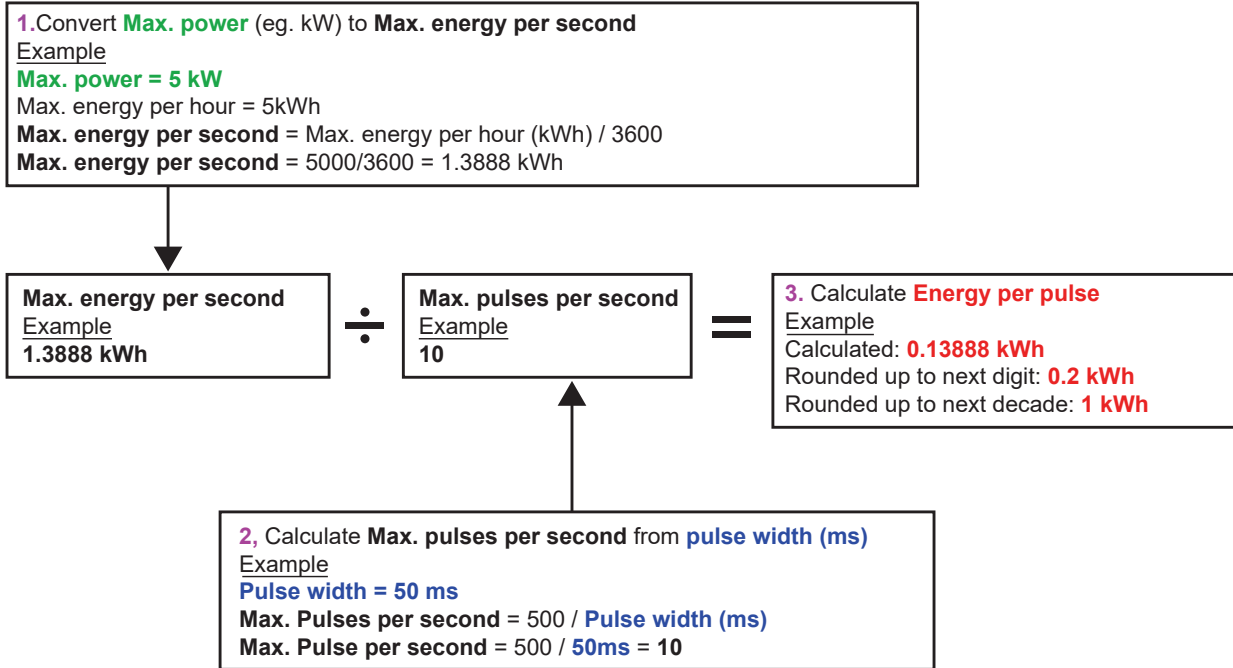 1.Convert Max. power (eg. kW) to Max. energy per second
Example
Max. power = 5 kW
Max. energy per hour = 5kWh
Max. energy per second = Max. energy per hour (kWh) / 3600
Max. energy per second = 5000/3600 = 1.3888 kWh
Max. energy per second
Example
1.3888 kWh
÷
Max. pulses per second
Example
10
=
3. Calculate Energy per pulse
Example
Calculated: 0.13888 kWh
Rounded up to next digit: 0.2 kWh
Rounded up to next decade: 1 kWh
2, Calculate Max. pulses per second from pulse width (ms)
Example
Pulse width = 50 ms
Max. Pulses per second = 500 / Pulse width (ms)
Max. Pulse per second = 500 / 50ms = 10